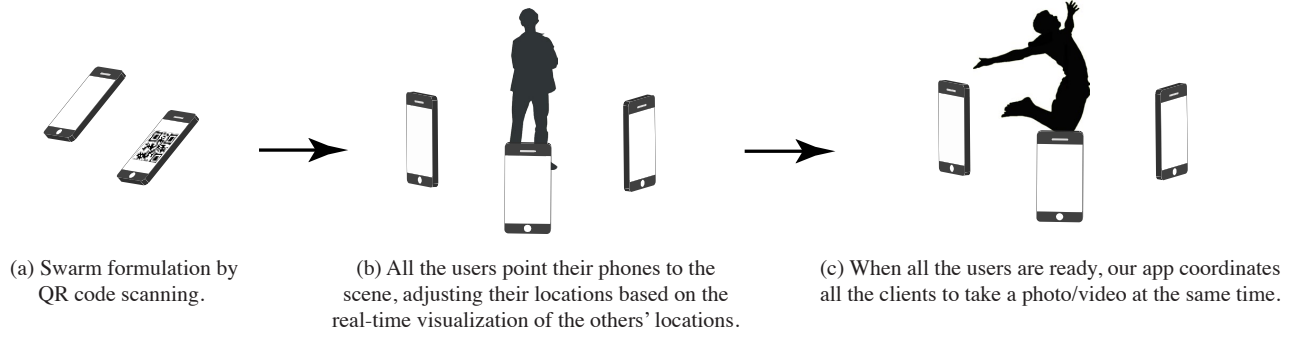 (a) Swarm formulation by
QR code scanning.
(b) All the users point their phones to the
scene, adjusting their locations based on the
real-time visualization of the others’ locations.
(c) When all the users are ready, our app coordinates
all the clients to take a photo/video at the same time.